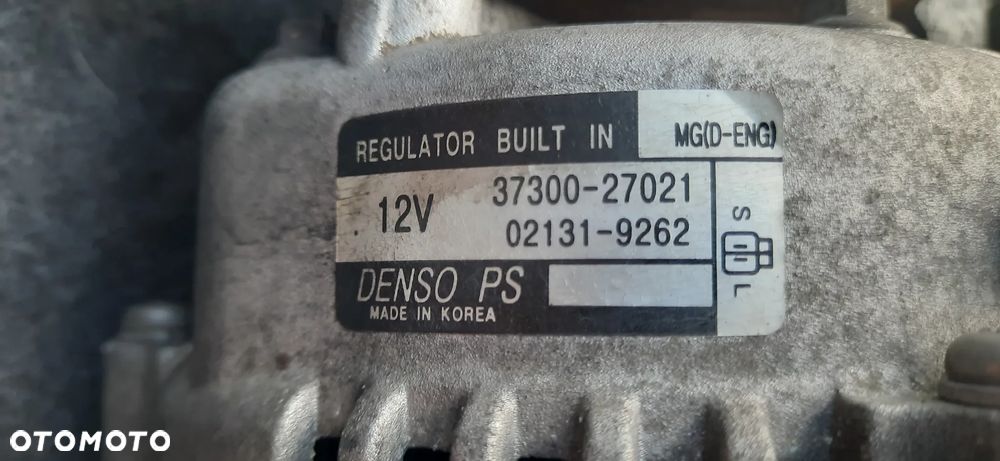 REGULATOR BUILT IN
MG(D-ENG)
12V
37300-27021
02131-9262
S
L
DENSO PS
MADE IN KOREA
OTOMOTO